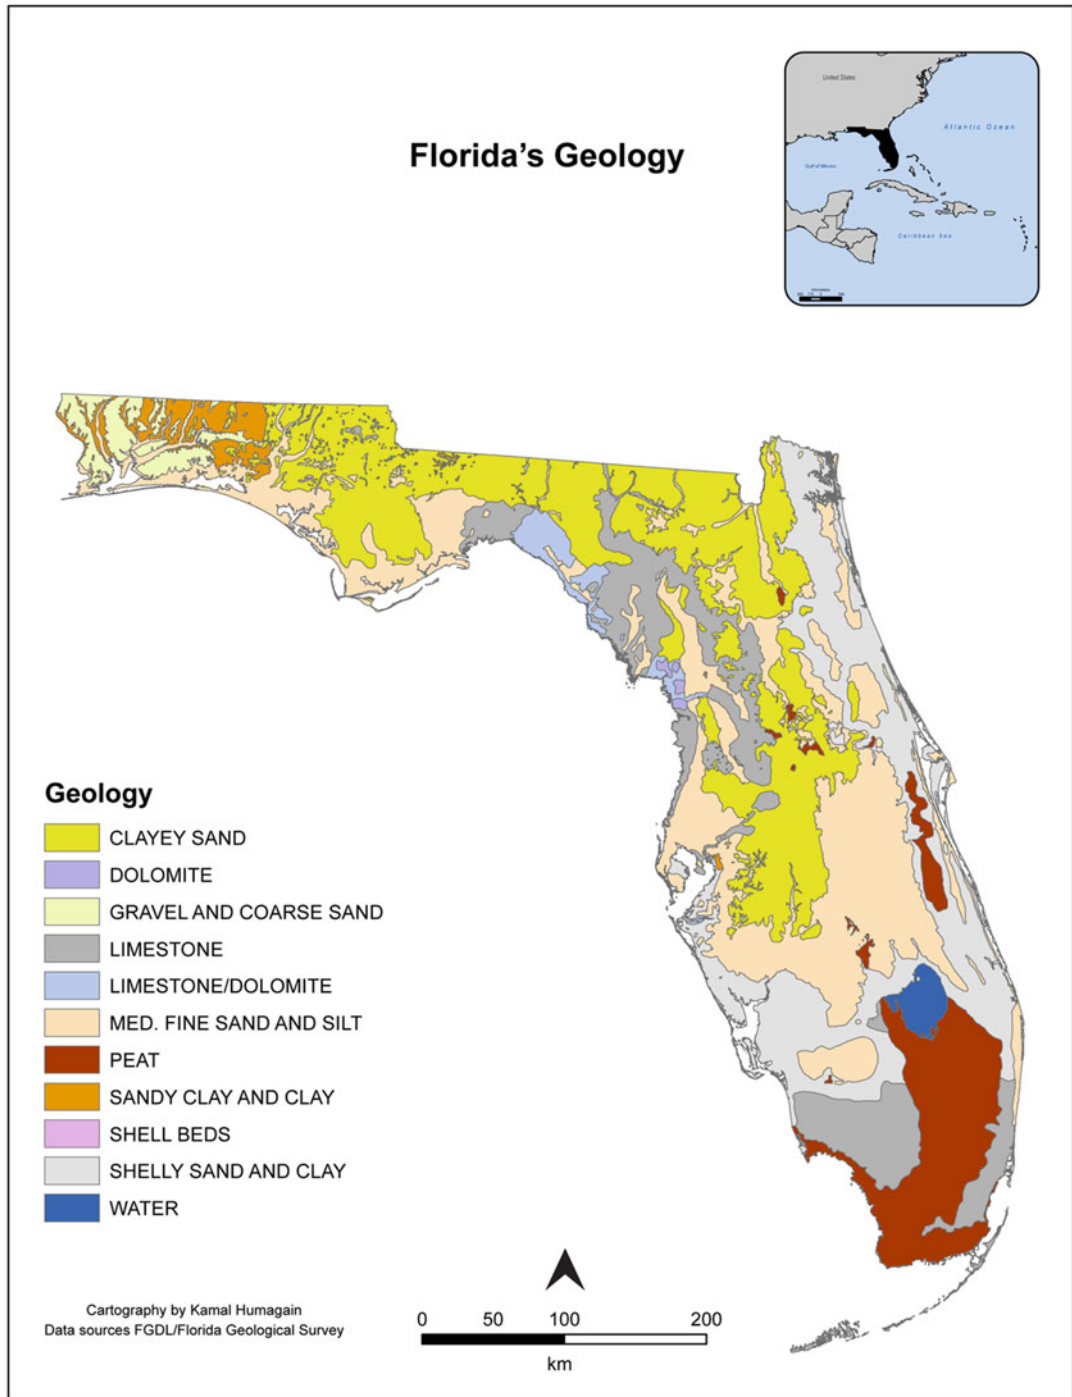 Florida's Geology
United States
Atlantic Ocean
Gulf of Mexico
Caribbean Sea
Geology
CLAYEY SAND
DOLOMITE
GRAVEL AND COARSE SAND
LIMESTONE
LIMESTONE/DOLOMITE
MED. FINE SAND AND SILT
PEAT
SANDY CLAY AND CLAY
SHELL BEDS
SHELLY SAND AND CLAY
WATER
Cartography by Kamal Humagain
Data sources FGDL/Florida Geological Survey
0 50 100 200
km